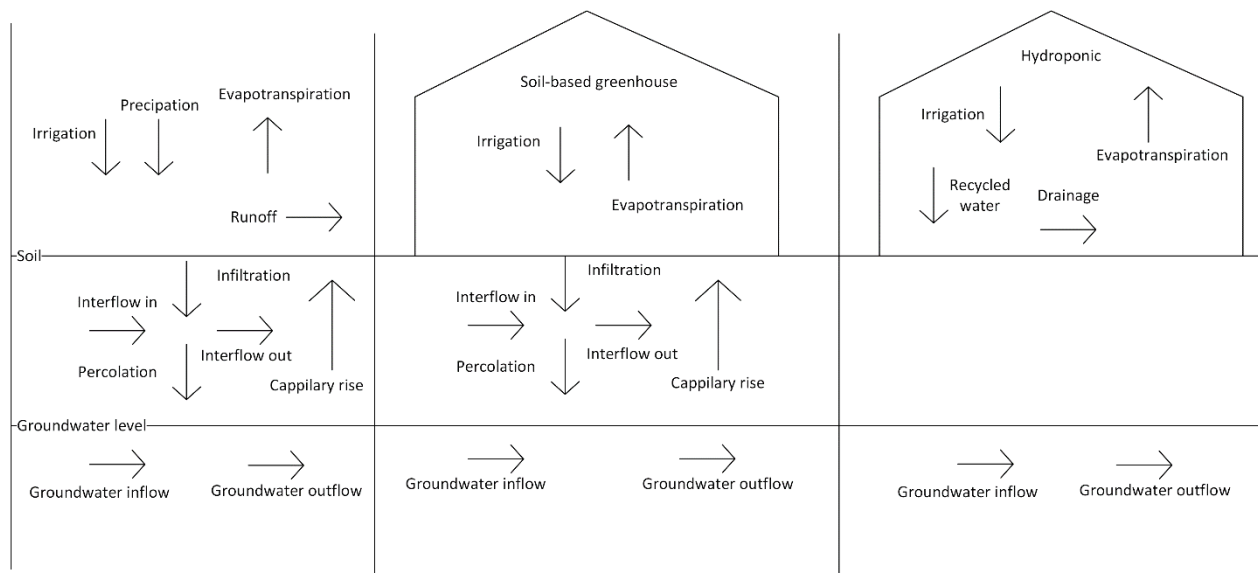 Precipation
Evapotranspiration
Irrigation
Runoff
Soil
Infiltration
Interflow in
Interflow out
Percolation
Cappilary rise
Groundwater level
Groundwater inflow
Groundwater outflow
Soil-based greenhouse
Irrigation
Evapotranspiration
Infiltration
Interflow in
Interflow out
Percolation
Cappilary rise
Groundwater inflow
Groundwater outflow
Hydroponic
Irrigation
Evapotranspiration
Recycled
water
Drainage
Groundwater inflow
Groundwater outflow